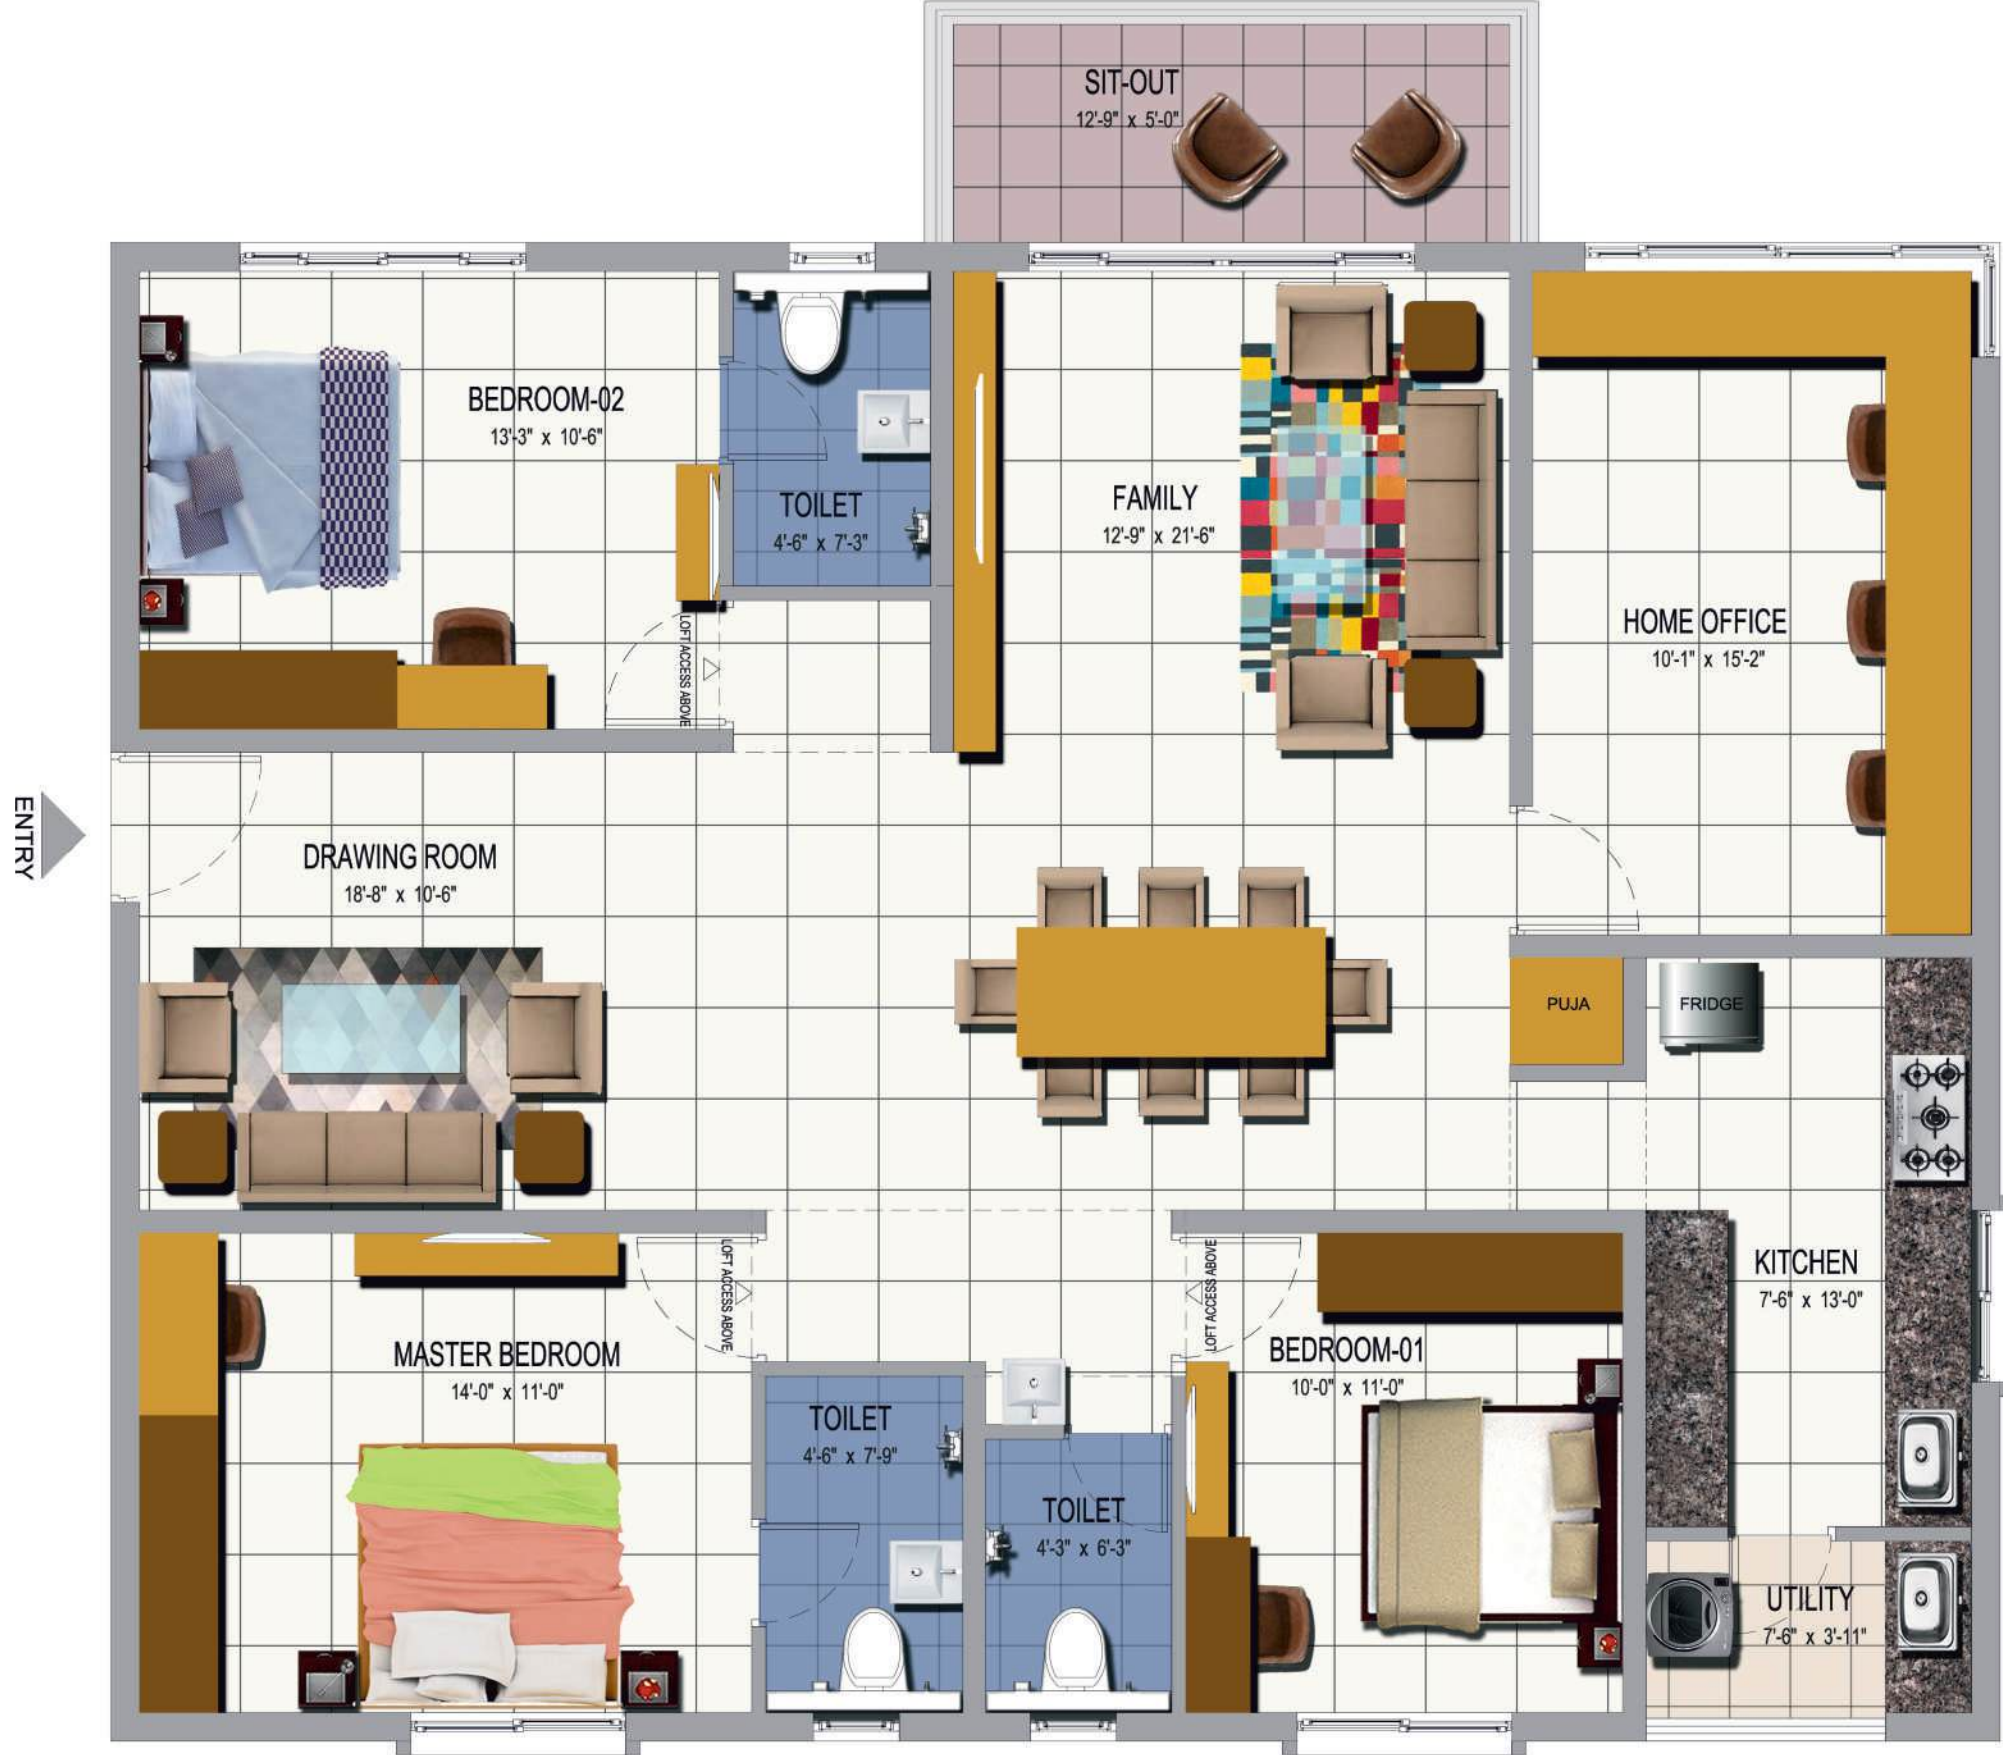 SIT-OUT
12'-9" x 5'-0"
BEDROOM-02
13'-3" x 10'-6"
TOILET
4'-6" x 7'-3"
FAMILY
12'-9" x 21'-6"
HOME OFFICE
10'-1" x 15'-2"
LOFT ACCESS ABOVE
ENTRY
DRAWING ROOM
18'-8" x 10'-6"
PUJA
FRIDGE
LOFT ACCESS ABOVE
LOFT ACCESS ABOVE
KITCHEN
7'-6" x 13'-0"
MASTER BEDROOM
14'-0" x 11'-0"
BEDROOM-01
10'-0" x 11'-0"
TOILET
4'-6" x 7'-9"
TOILET
4'-3" x 6'-3"
UTILITY
7'-6" x 3'-11"